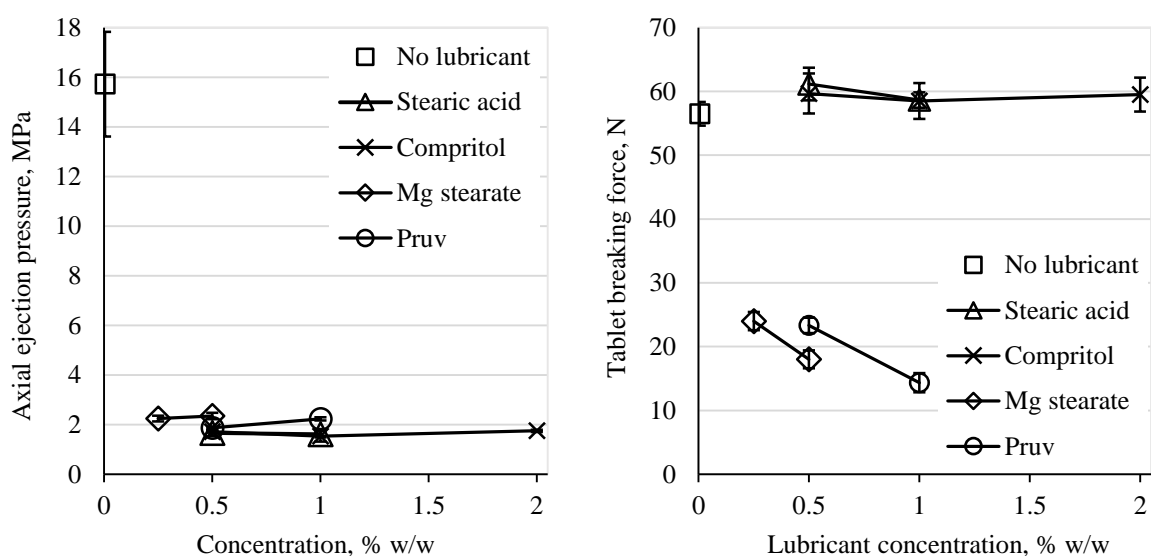 Axial ejection pressure, MPa
18
16
14
12
10
8
6
4
2
0
No lubricant
Stearic acid
Compritol
Mg stearate
Pruv
0 0.5 1 1.5 2
Concentration, % w/w
Tablet breaking force, N
70
60
50
40
30
20
10
0
No lubricant
Stearic acid
Compritol
Mg stearate
Pruv
0 0.5 1 1.5 2
Lubricant concentration, % w/w